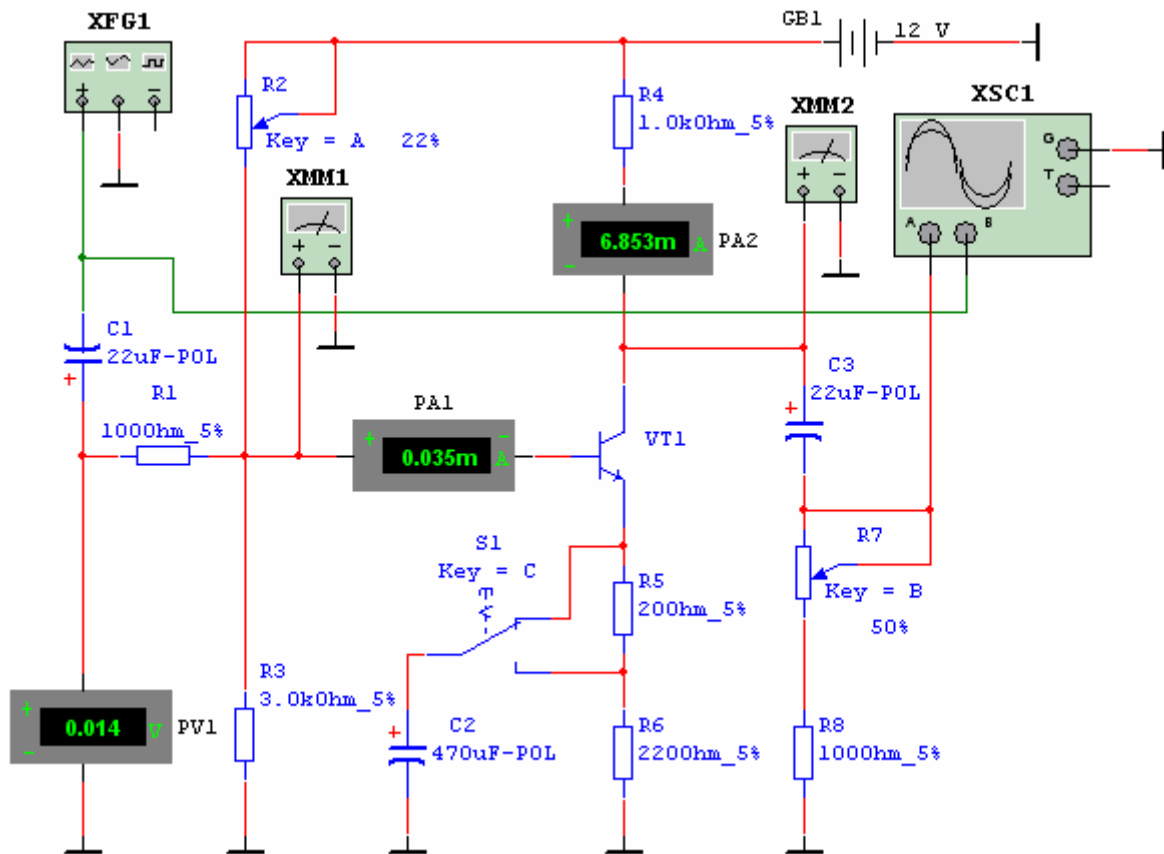 XFG1
GB1
12 V
R2
R4
1.0kOhm_5%
XMM2
XSC1
Key = A 22%
G
T
XMM1
A
B
6.853m A
PA2
C1
22uF-POL
C3
22uF-POL
R1
100Ohm_5%
PA1
0.035m A
VT1
S1
Key = C
R7
Key = B
50%
R5
20Ohm_5%
R3
3.0kOhm_5%
0.014 V
PV1
C2
470uF-POL
R6
220Ohm_5%
R8
100Ohm_5%